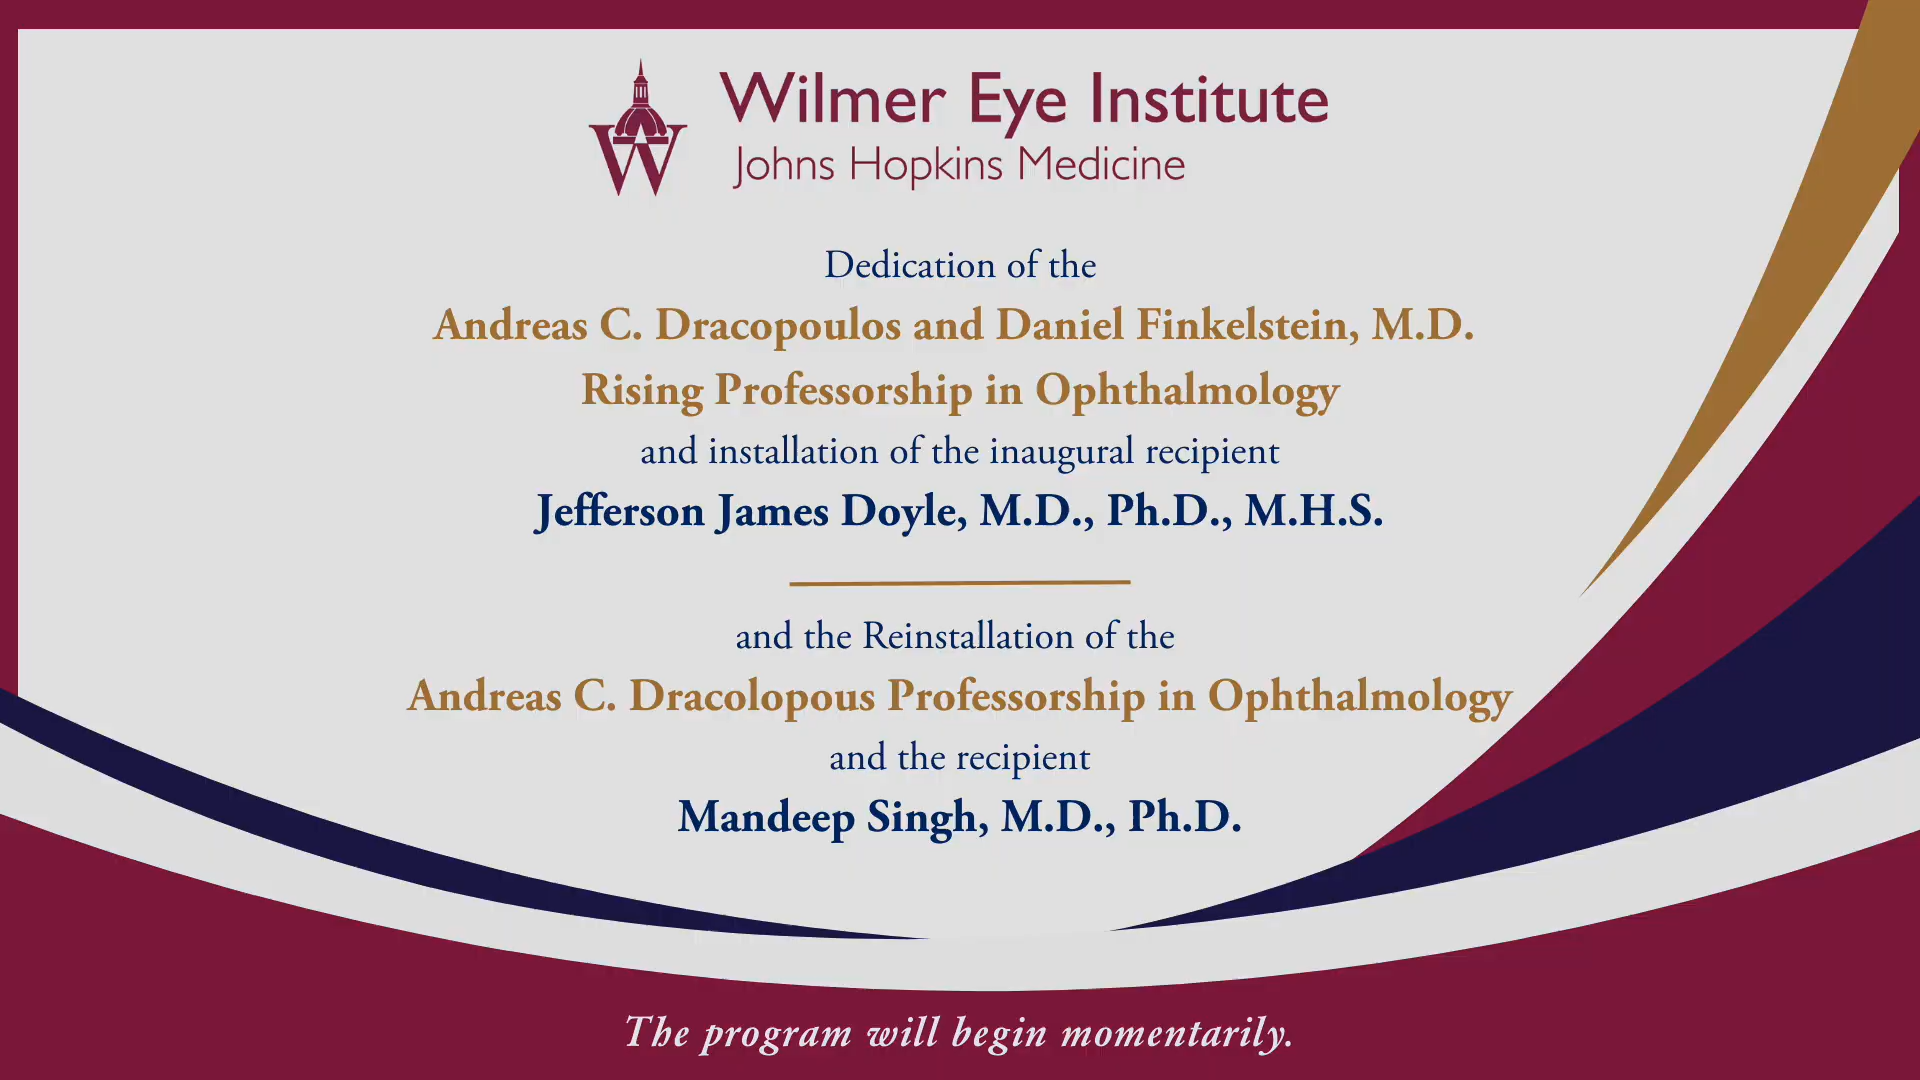 Wilmer Eye Institute
Johns Hopkins Medicine
Dedication of the
Andreas C. Dracopoulos and Daniel Finkelstein, M.D.
Rising Professorship in Ophthalmology
and installation of the inaugural recipient
Jefferson James Doyle, M.D., Ph.D., M.H.S.
and the Reinstallation of the
Andreas C. Dracolopous Professorship in Ophthalmology
and the recipient
Mandeep Singh, M.D., Ph.D.
The program will begin momentarily.